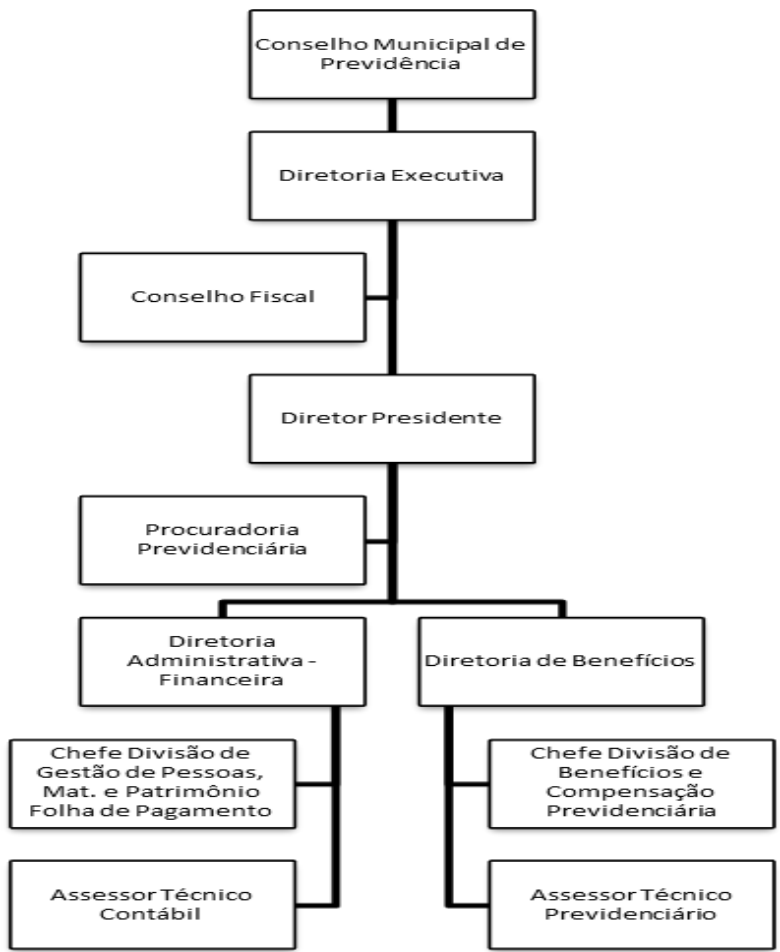 Conselho Municipal de
Previdência
Diretoria Executiva
Conselho Fiscal
Diretor Presidente
Procuradoria
Previdenciária
Diretoria
Administrativa -
Financeira
Diretoria de Benefícios
Chefe Divisão de
Gestão de Pessoas,
Mat. e Patrimônio
Folha de Pagamento
Chefe Divisão de
Benefícios e
Compensação
Previdenciária
Assessor Técnico
Contábil
Assessor Técnico
Previdenciário